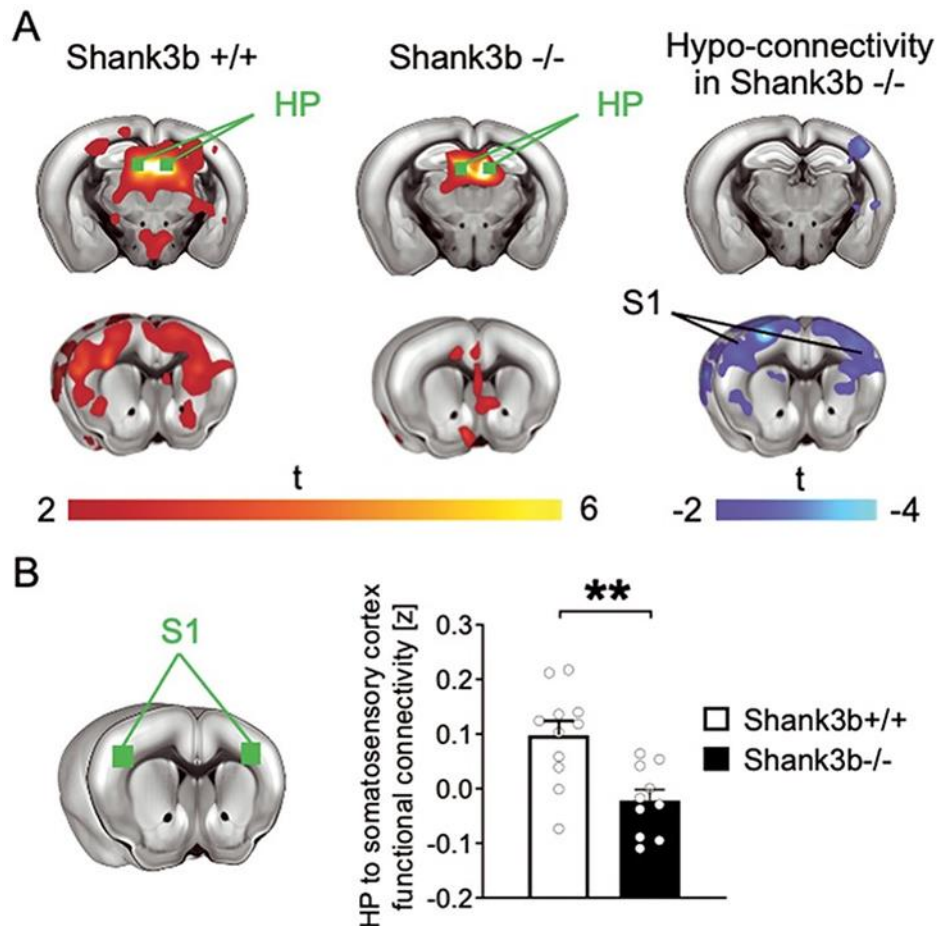 A
Shank3b +/+
Shank3b -/-
Hypo-connectivity
in Shank3b -/-
HP
HP
S1
t
2
6
t
-2
-4
B
S1
HP to somatosensory cortex
functional connectivity [z]
**
0.3
0.2
0.1
0.0
-0.1
-0.2
Shank3b+/+
Shank3b-/-